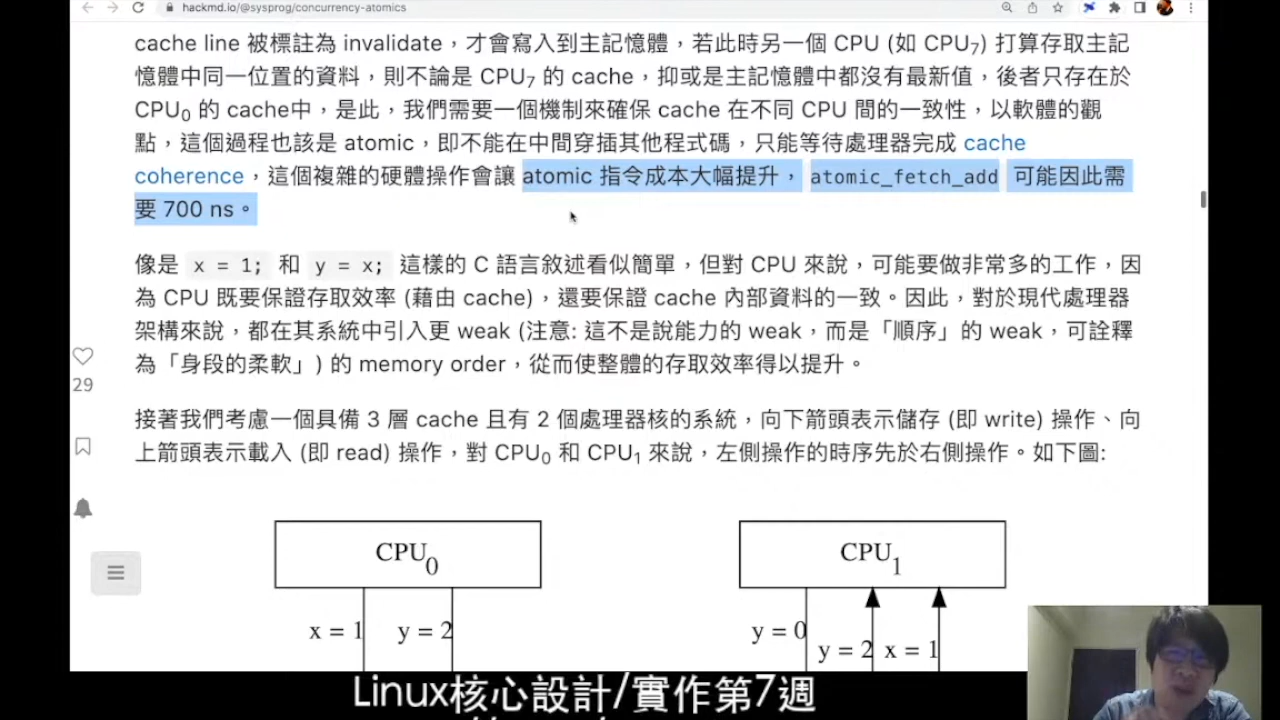 hackmd.io/@sysprog/concurrency-atomics
cache line 被標註為 invalidate，才會寫入到主記憶體，若此時另一個 CPU (如 CPU7) 打算存取主記
憶體中同一位置的資料，則不論是 CPU7 的 cache，抑或是主記憶體中都沒有最新值，後者只存在於
CPU0 的 cache中，是此，我們需要一個機制來確保 cache 在不同 CPU 間的一致性，以軟體的觀
點，這個過程也該是 atomic，即不能在中間穿插其他程式碼，只能等待處理器完成 cache
coherence，這個複雜的硬體操作會讓 atomic 指令成本大幅提升， atomic_fetch_add 可能因此需
要 700 ns。
像是 x = 1; 和 y = x; 這樣的 C 語言敘述看似簡單，但對 CPU 來說，可能要做非常多的工作，因
為 CPU 既要保證存取效率 (藉由 cache)，還要保證 cache 內部資料的一致。因此，對於現代處理器
架構來說，都在其系統中引入更 weak (注意: 這不是說能力的 weak，而是「順序」的 weak，可詮釋
為「身段的柔軟」) 的 memory order，從而使整體的存取效率得以提升。
29
接著我們考慮一個具備 3 層 cache 且有 2 個處理器核的系統，向下箭頭表示儲存 (即 write) 操作、向
上箭頭表示載入 (即 read) 操作，對 CPU0 和 CPU1 來說，左側操作的時序先於右側操作。如下圖:
CPU0 CPU1
x = 1 y = 2 y = 0 y = 2 x = 1
Linux核心設計/實作第7週